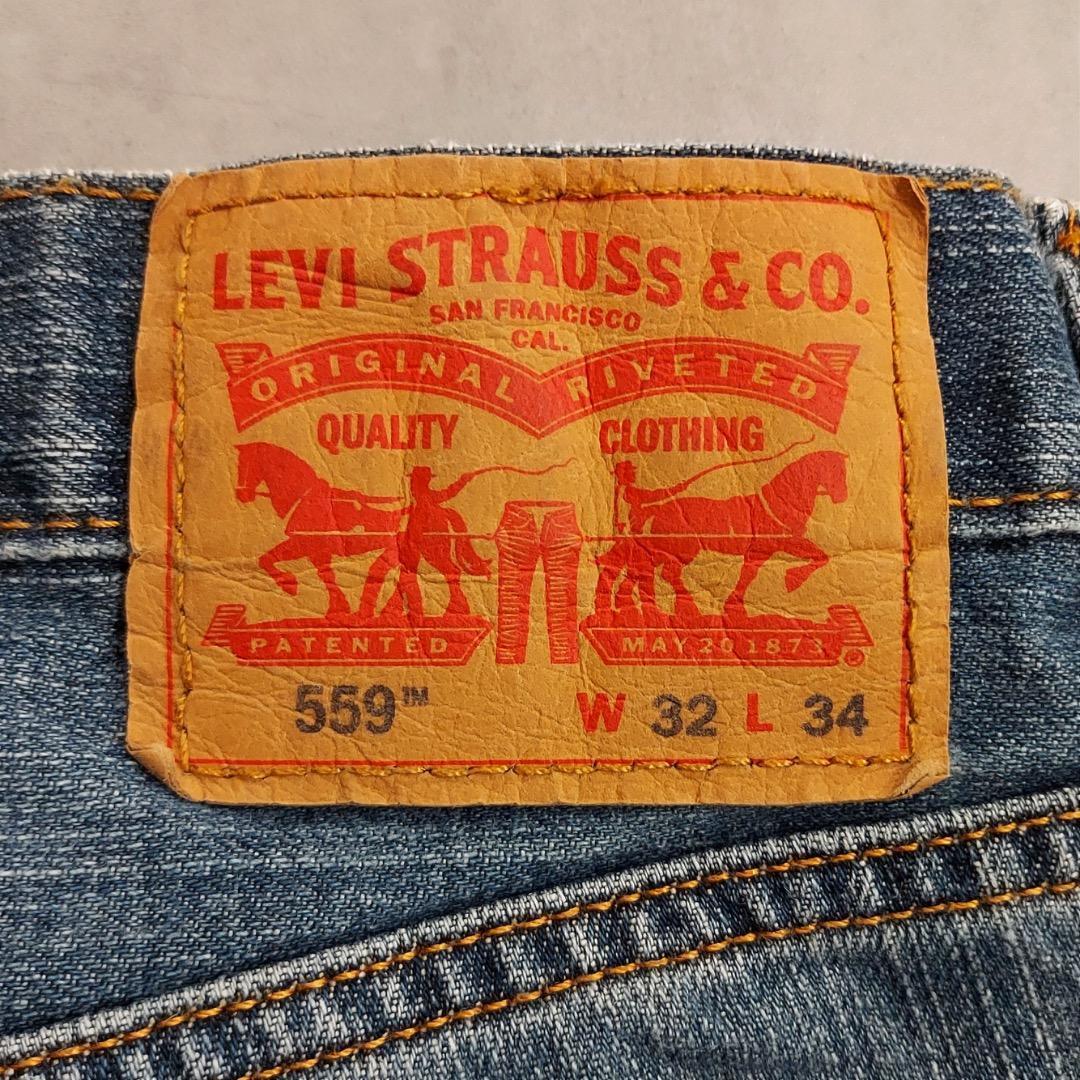 LEVI STRAUSS & CO.
SAN FRANCISCO
CAL.
ORIGINAL RIVETED
QUALITY CLOTHING
PATENTED MAY 20 1873 ®
559™ W 32 L 34